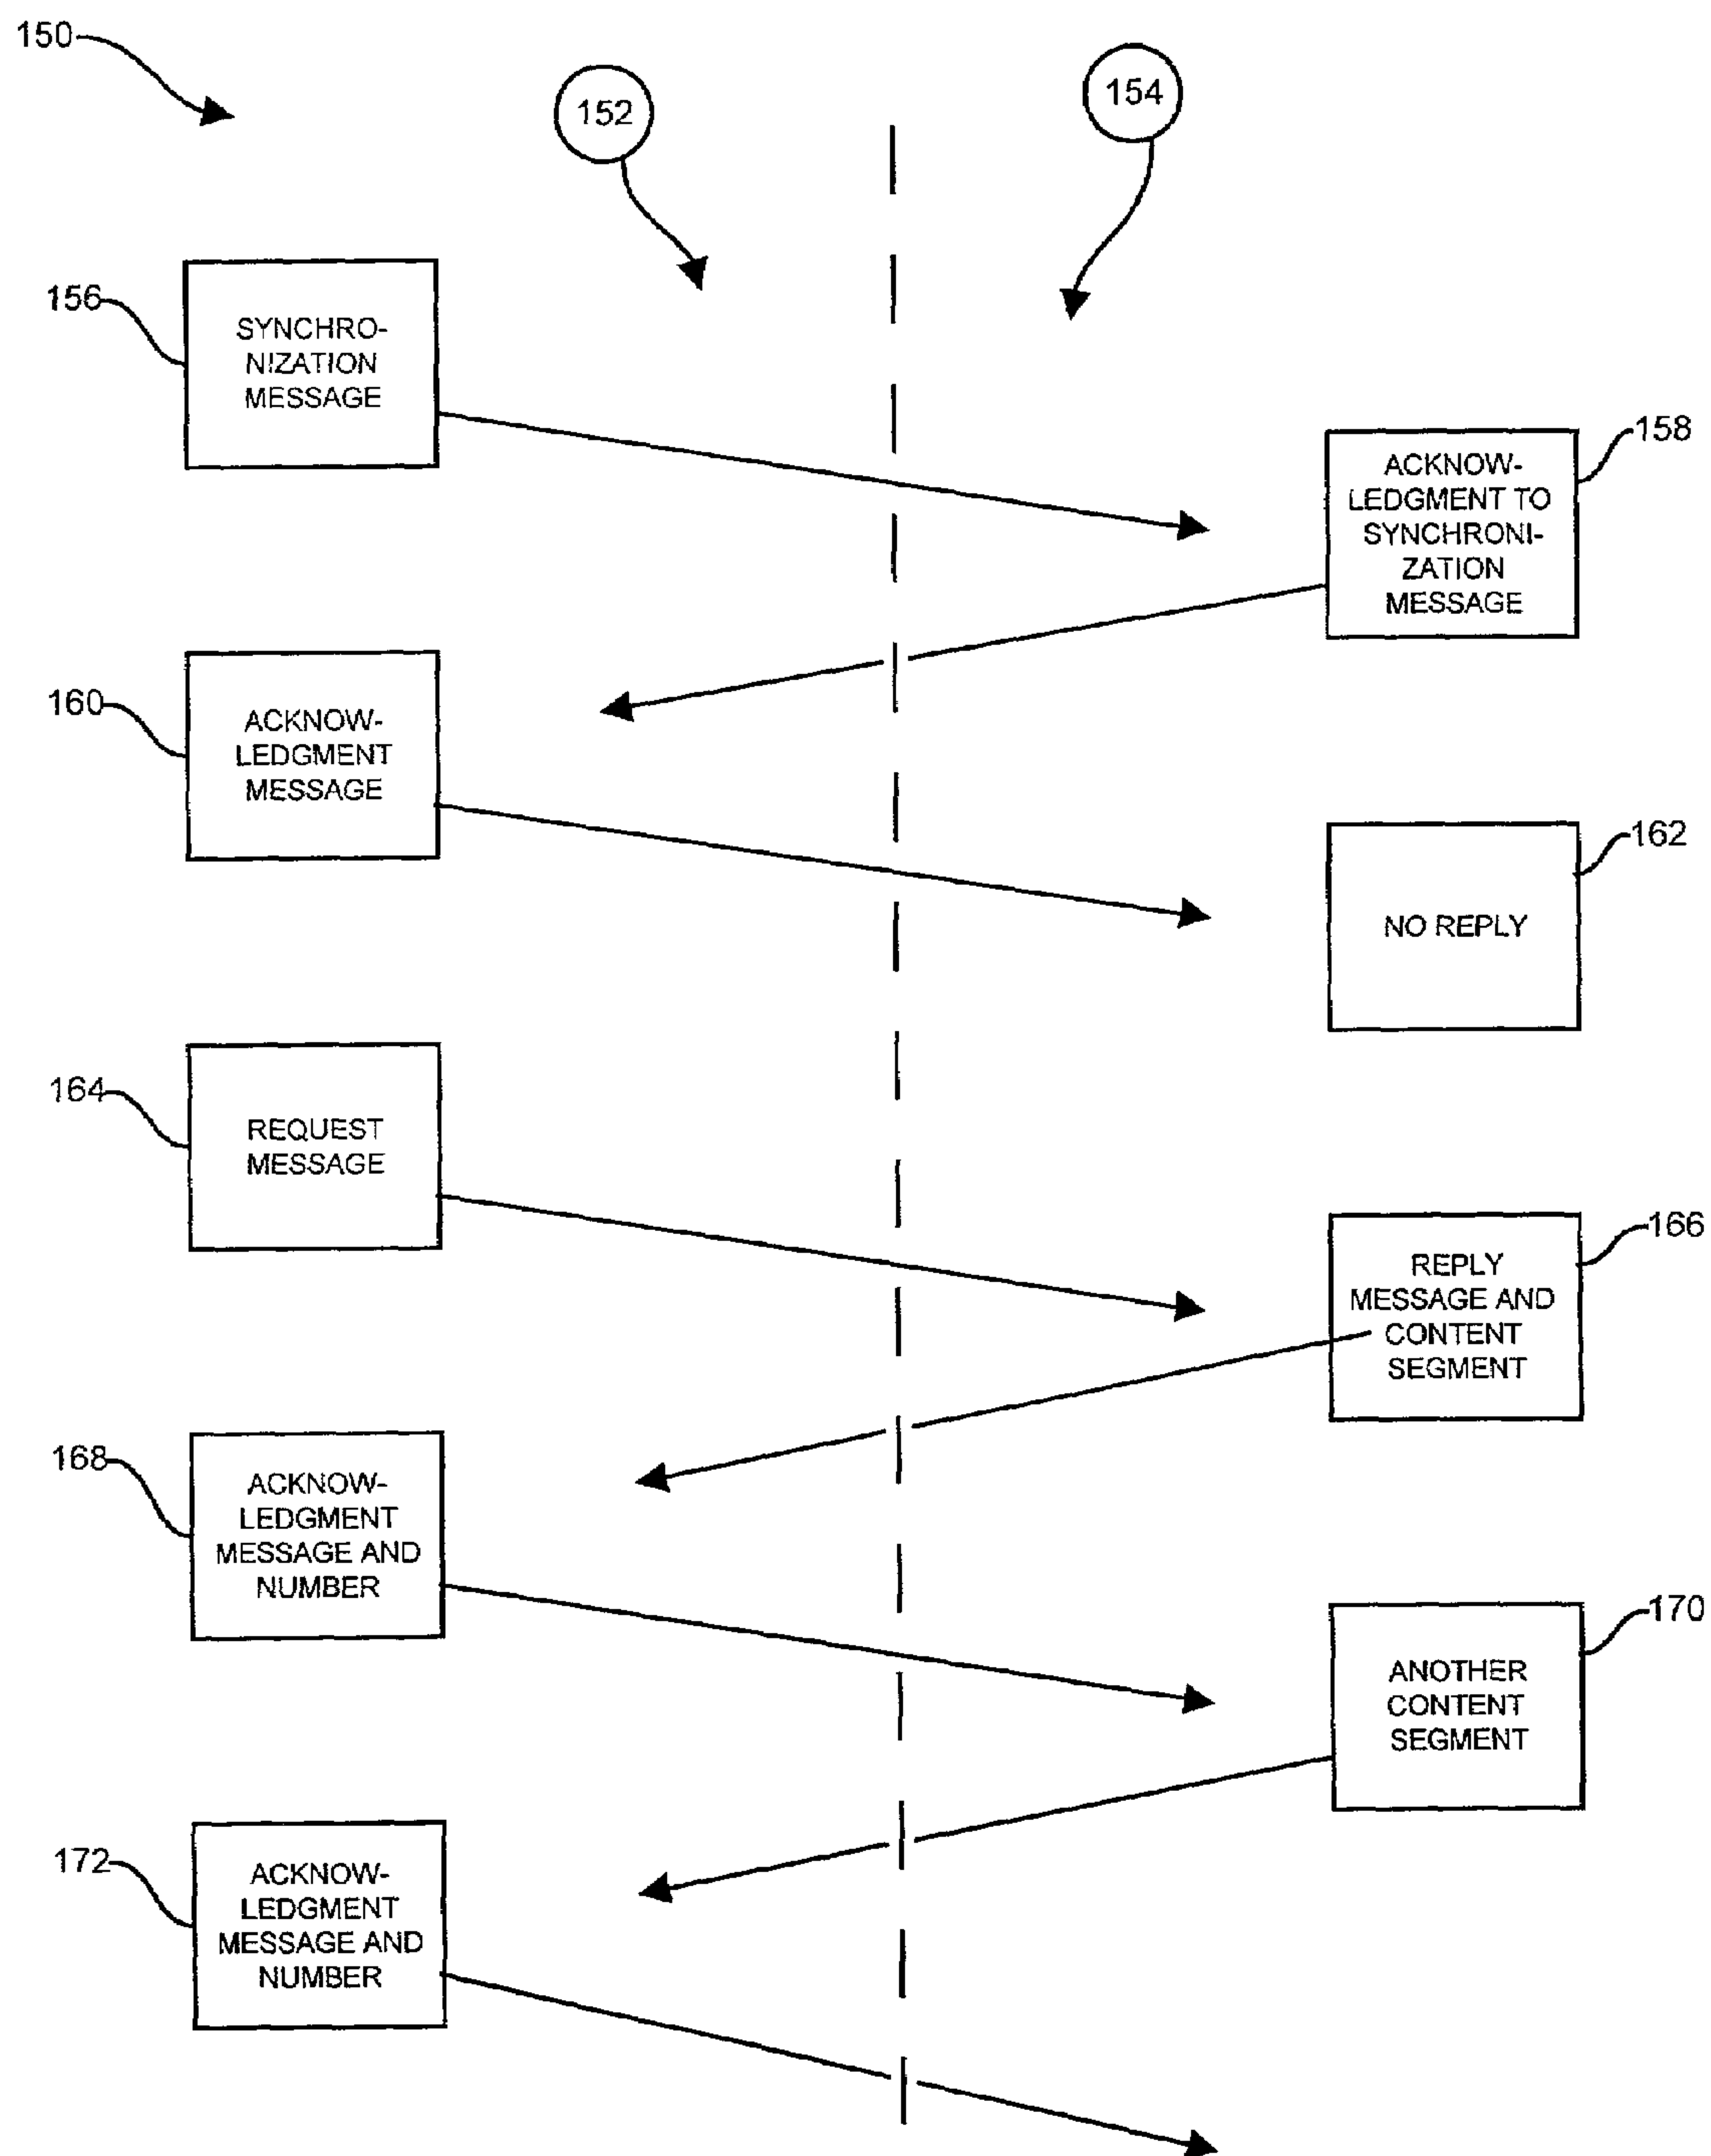 150
152
154
156
SYNCHRO-
NIZATION
MESSAGE
158
ACKNOW-
LEDGMENT TO
SYNCHRONI-
ZATION
MESSAGE
160
ACKNOW-
LEDGMENT
MESSAGE
162
NO REPLY
164
REQUEST
MESSAGE
166
REPLY
MESSAGE AND
CONTENT
SEGMENT
168
ACKNOW-
LEDGMENT
MESSAGE AND
NUMBER
170
ANOTHER
CONTENT
SEGMENT
172
ACKNOW-
LEDGMENT
MESSAGE AND
NUMBER